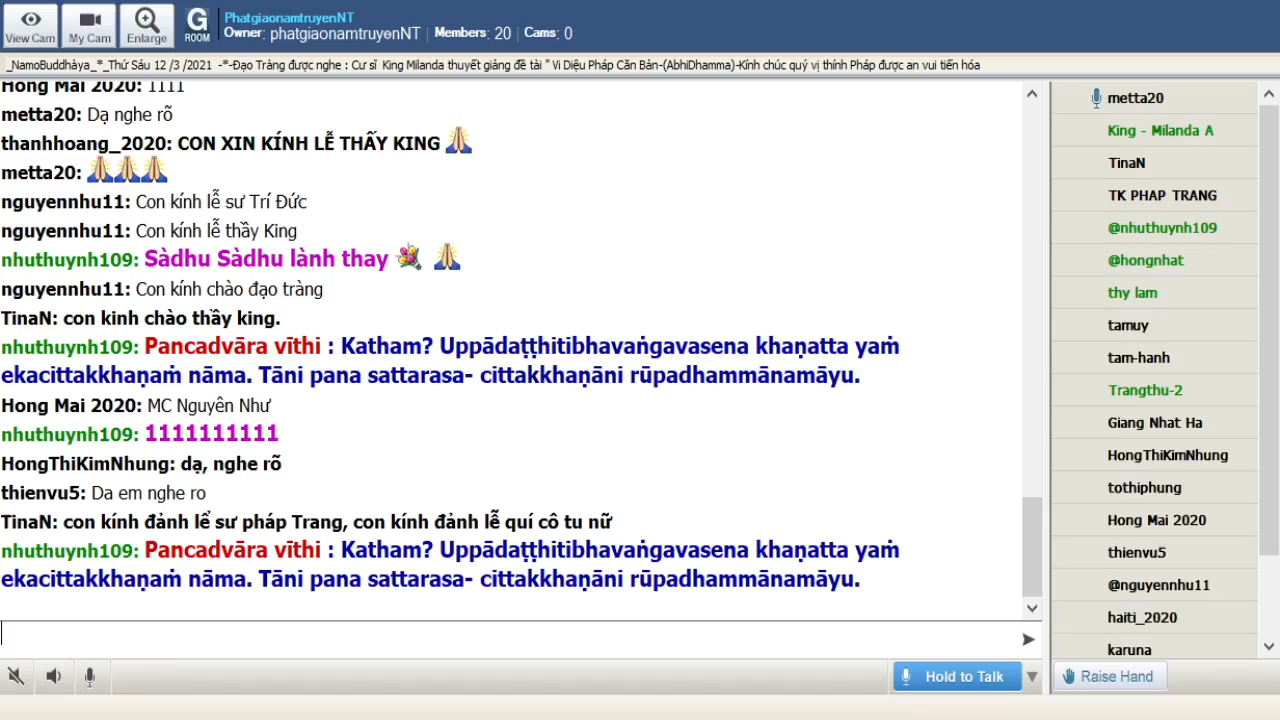 View Cam
My Cam
Enlarge
G
ROOM
PhatgiaonamtruyenNT
Owner: phatgiaonamtruyenNT | Members: 20 | Cams: 0
_NamoBuddhàya_*_Thứ Sáu 12 /3 /2021 -*-Đạo Tràng được nghe : Cư sĩ King Milanda thuyết giảng đề tài " Vi Diệu Pháp Căn Bản-(AbhiDhamma)-Kính chúc quý vị thính Pháp được an vui tiến hóa
Hong Mai 2020: 1111
metta20: Dạ nghe rõ
thanhhoang_2020: CON XIN KÍNH LỄ THẤY KING
metta20:
nguyennhu11: Con kính lễ sư Trí Đức
nguyennhu11: Con kính lễ thầy King
nhuthuynh109: Sàdhu Sàdhu lành thay
nguyennhu11: Con kính chào đạo tràng
TinaN: con kinh chào thầy king.
nhuthuynh109: Pancadvāra vīthi : Katham? Uppādaṭṭhitibhavaṅgavasena khaṇatta yaṁ
ekacittakkhaṇaṁ nāma. Tāni pana sattarasa- cittakkhaṇāni rūpadhammānamāyu.
Hong Mai 2020: MC Nguyên Như
nhuthuynh109: 1111111111
HongThiKimNhung: dạ, nghe rõ
thienvu5: Da em nghe ro
TinaN: con kính đảnh lể sư pháp Trang, con kính đảnh lễ quí cô tu nữ
nhuthuynh109: Pancadvāra vīthi : Katham? Uppādaṭṭhitibhavaṅgavasena khaṇatta yaṁ
ekacittakkhaṇaṁ nāma. Tāni pana sattarasa- cittakkhaṇāni rūpadhammānamāyu.
Hold to Talk
metta20
King - Milanda A
TinaN
TK PHAP TRANG
@nhuthuynh109
@hongnhat
thy lam
tamuy
tam-hanh
Trangthu-2
Giang Nhat Ha
HongThiKimNhung
tothiphung
Hong Mai 2020
thienvu5
@nguyennhu11
haiti_2020
karuna
Raise Hand